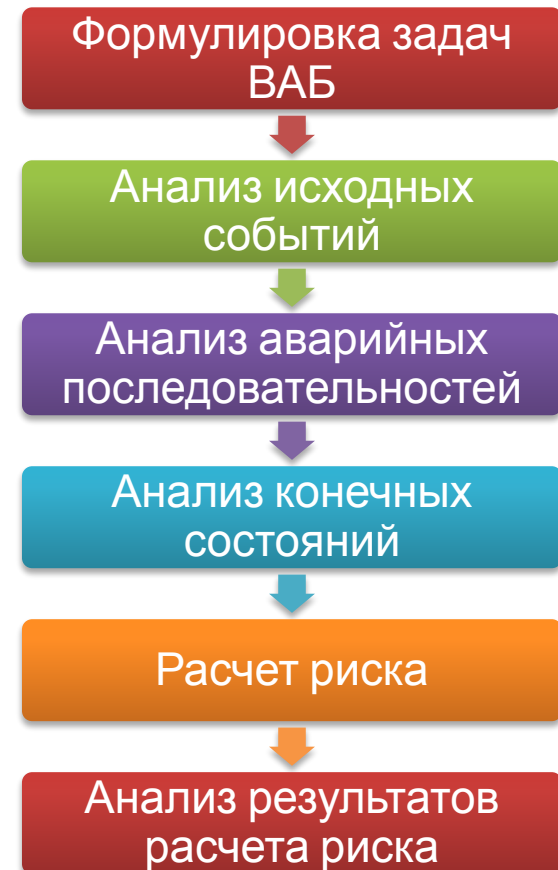 Формулировка задач
ВАБ
Анализ исходных
событий
Анализ аварийных
последовательностей
Анализ конечных
состояний
Расчет риска
Анализ результатов
расчета риска